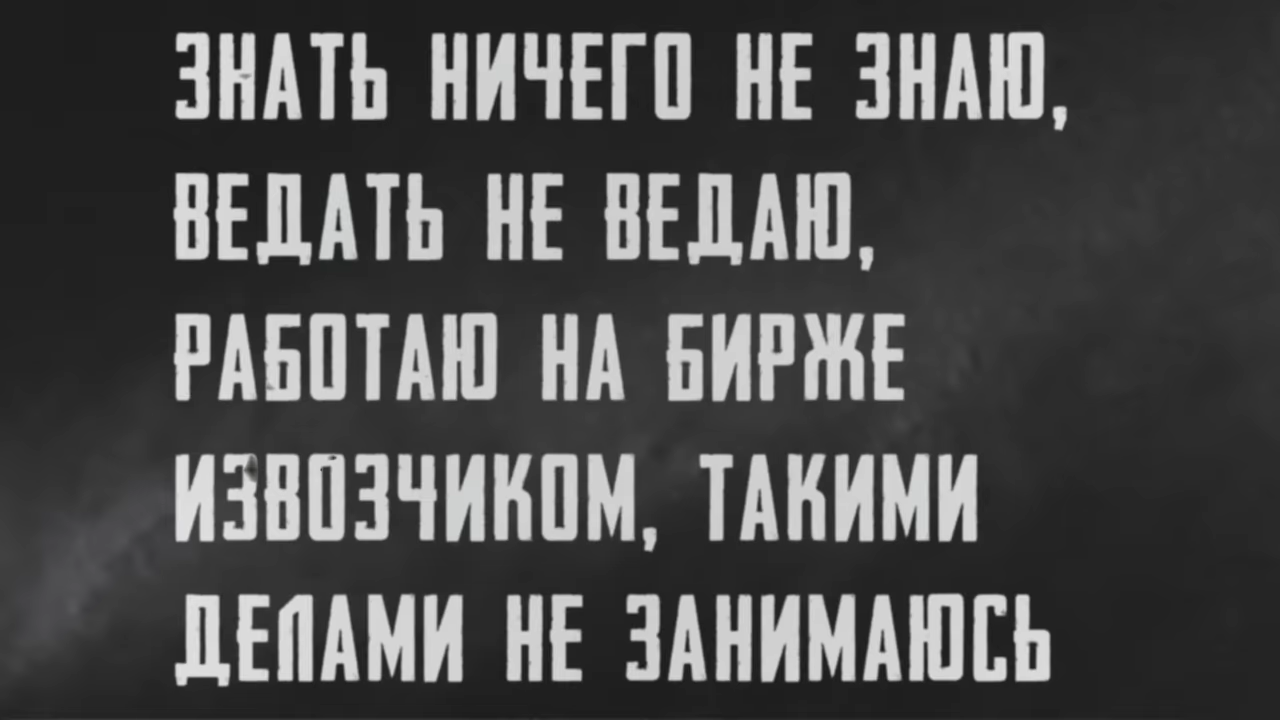 ЗНАТЬ НИЧЕГО НЕ ЗНАЮ,
ВЕДАТЬ НЕ ВЕДАЮ,
РАБОТАЮ НА БИРЖЕ
ИЗВОЗЧИКОМ, ТАКИМИ
ДЕЛАМИ НЕ ЗАНИМАЮСЬ